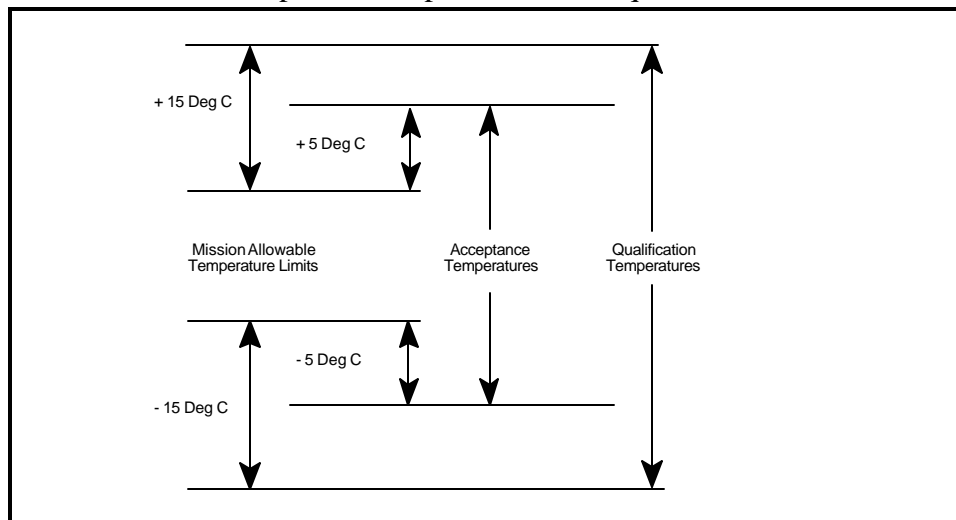 + 15 Deg C
+ 5 Deg C
Mission Allowable
Temperature Limits
Acceptance
Temperatures
Qualification
Temperatures
- 5 Deg C
- 15 Deg C